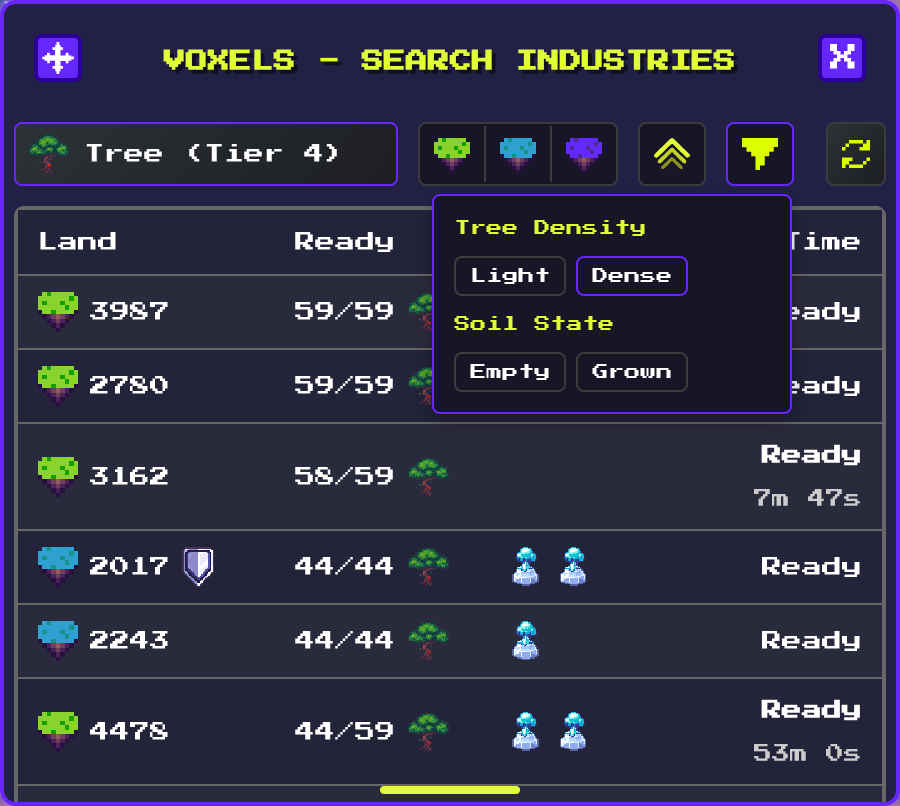 VOXELS - SEARCH INDUSTRIES
Tree (Tier 4)
Land Ready Time
Tree Density
Light Dense
Soil State
Empty Grown
3987 59/59 eady
2780 59/59 eady
3162 58/59 Ready
7m 47s
2017 44/44 Ready
2243 44/44 Ready
4478 44/59 Ready
53m 0s